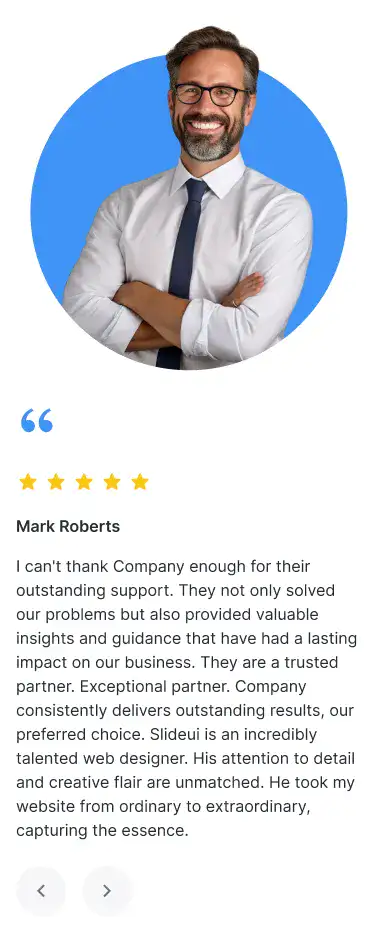 “
Mark Roberts
I can't thank Company enough for their
outstanding support. They not only solved
our problems but also provided valuable
insights and guidance that have had a lasting
impact on our business. They are a trusted
partner. Exceptional partner. Company
consistently delivers outstanding results, our
preferred choice. Slideui is an incredibly
talented web designer. His attention to detail
and creative flair are unmatched. He took my
website from ordinary to extraordinary,
capturing the essence.